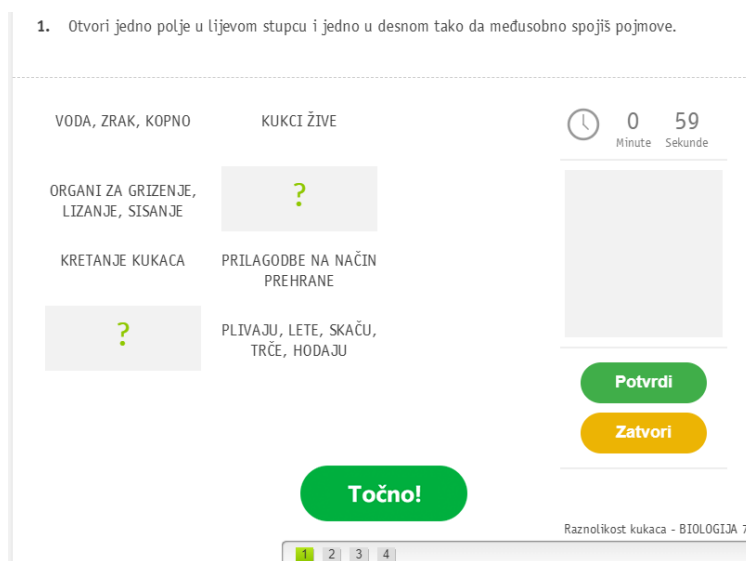 1. Otvori jedno polje u lijevom stupcu i jedno u desnom tako da međusobno spojiš pojmove.
VODA, ZRAK, KOPNO
KUKCI ŽIVE
0 59
Minute Sekunde
ORGANI ZA GRIZENJE,
LIZANJE, SISANJE
?
KRETANJE KUKACA
PRILAGODBE NA NAČIN
PREHRANE
?
PLIVAJU, LETE, SKAČU,
TRČE, HODAJU
Potvrdi
Zatvori
Točno!
Raznolikost kukaca - BIOLOGIJA 7
1 2 3 4